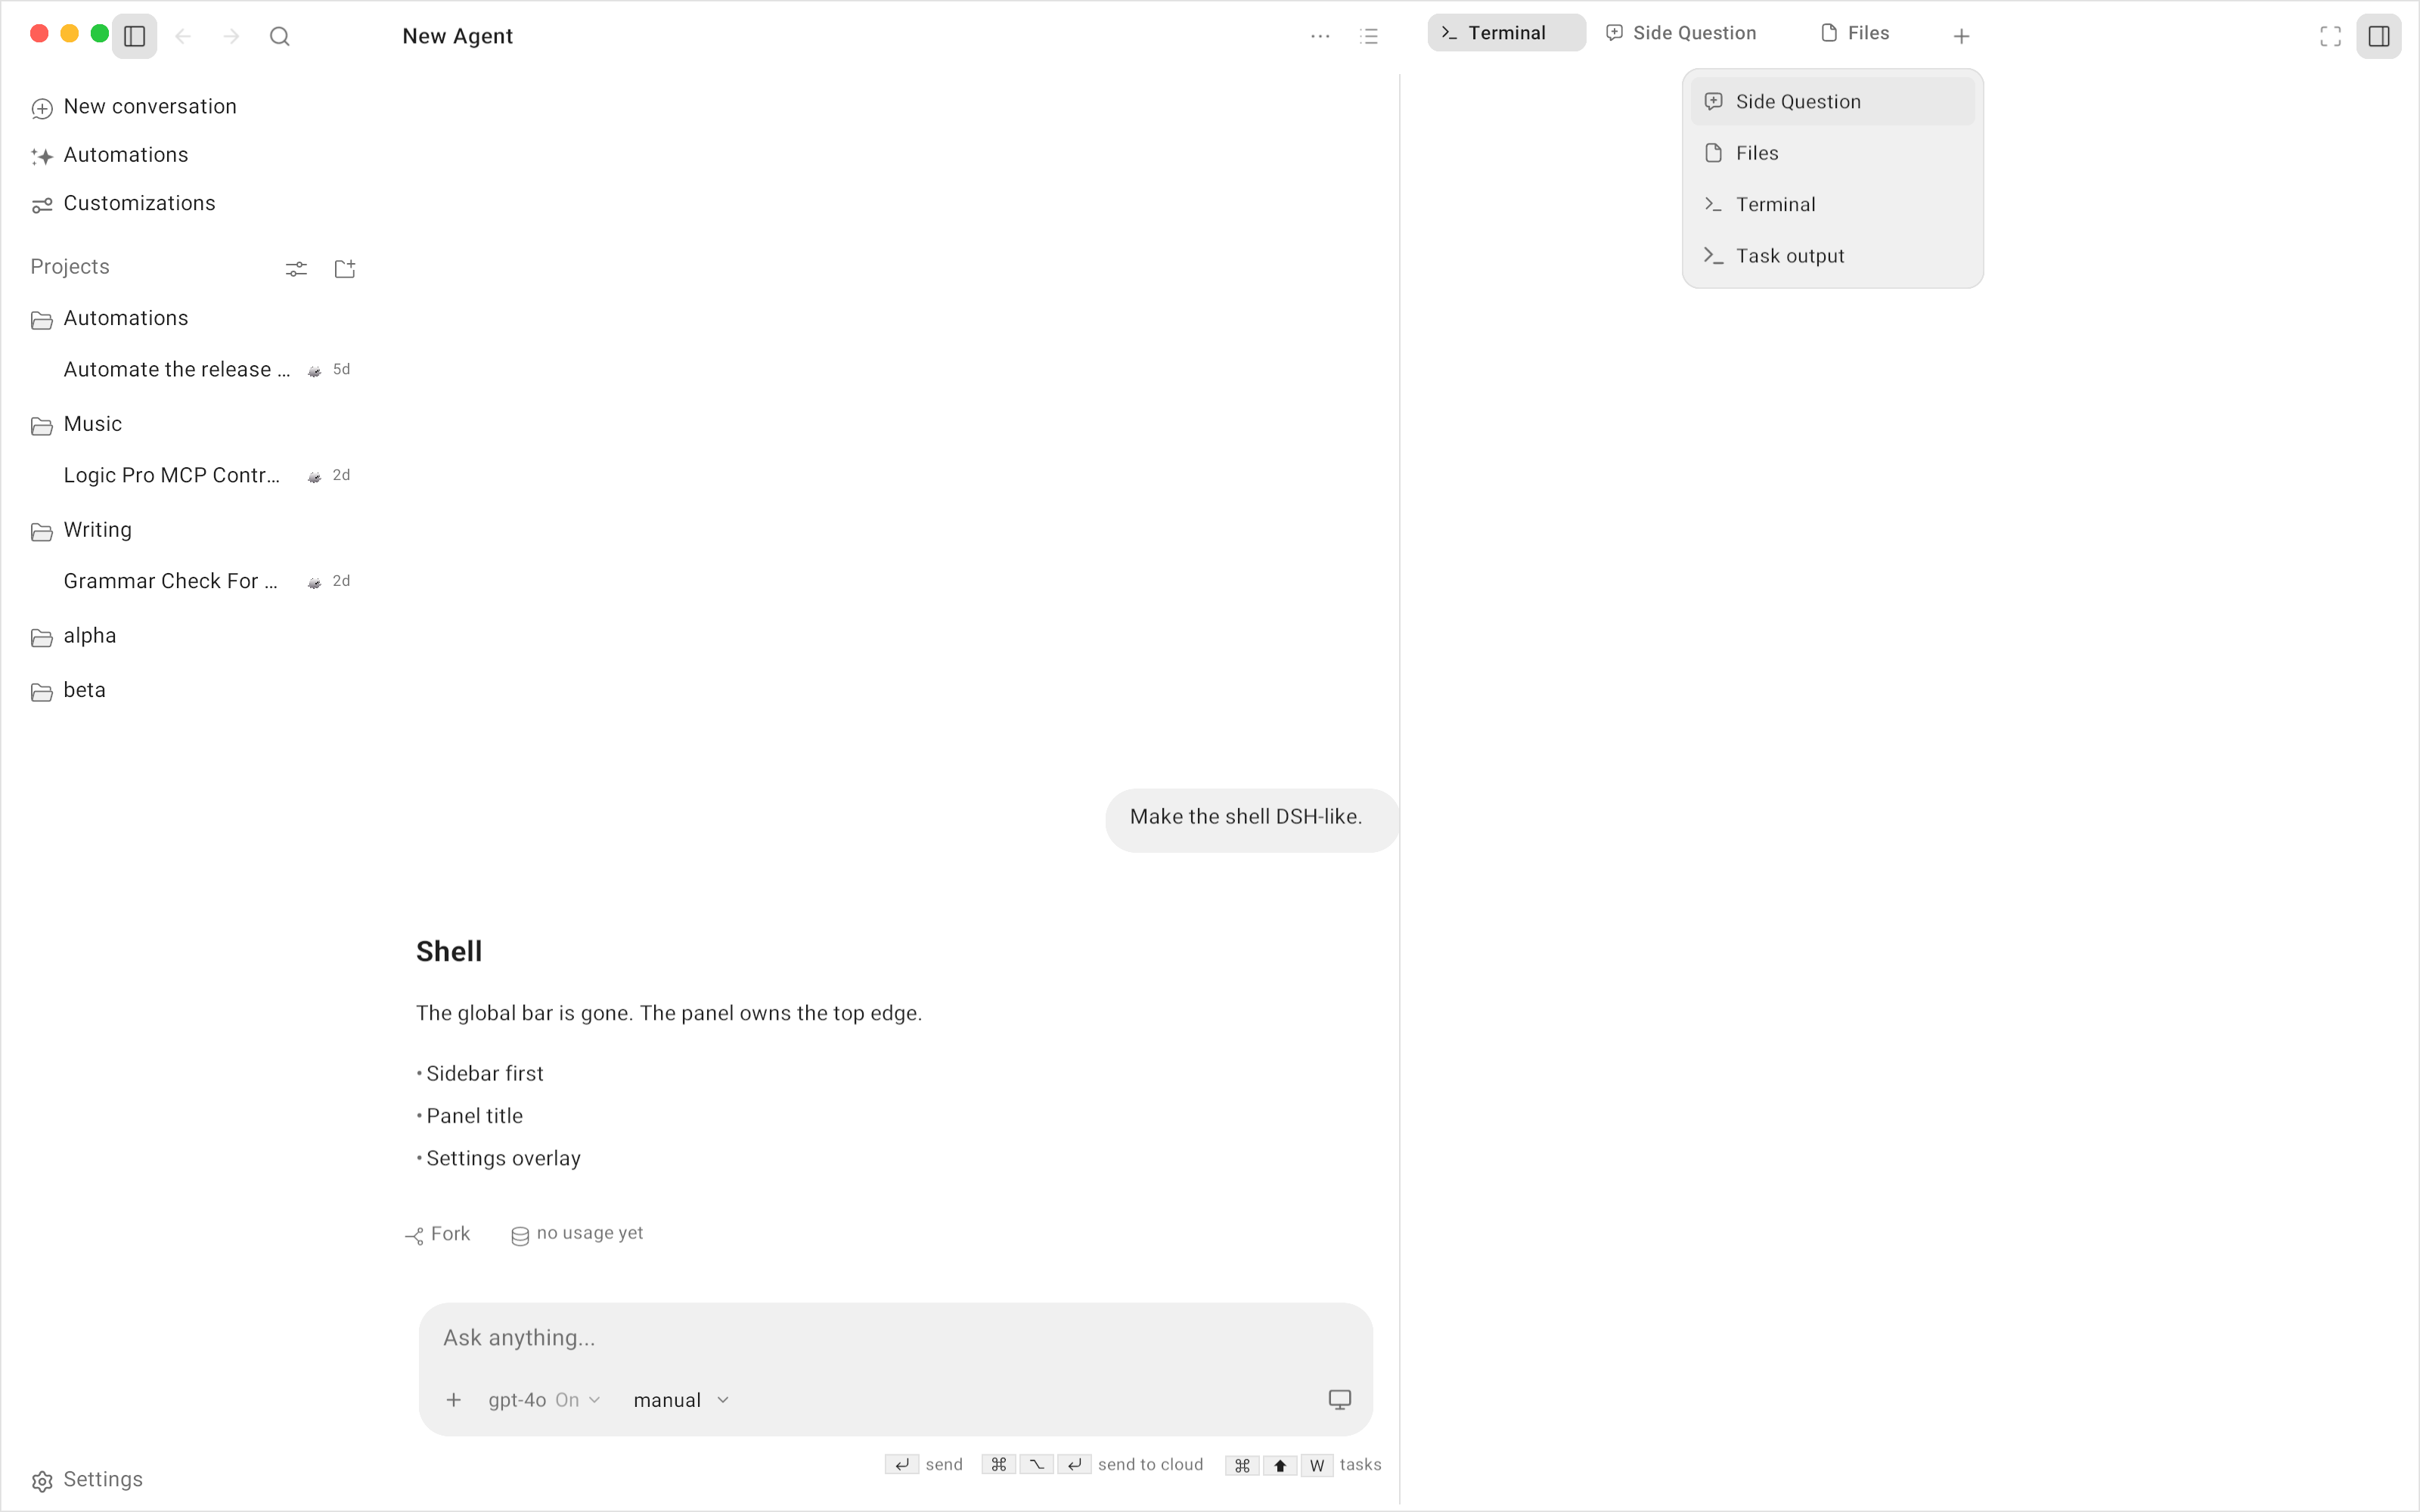 New Agent
Terminal
Side Question
Files
New conversation
Automations
Customizations
Projects
Automations
Automate the release ... 5d
Music
Logic Pro MCP Contr... 2d
Writing
Grammar Check For ... 2d
alpha
beta
Settings
Make the shell DSH-like.
Shell
The global bar is gone. The panel owns the top edge.
• Sidebar first
• Panel title
• Settings overlay
Fork no usage yet
Ask anything...
gpt-4o On manual
send ⌘ ⌥ send to cloud ⌘ W tasks
Side Question
Files
Terminal
Task output